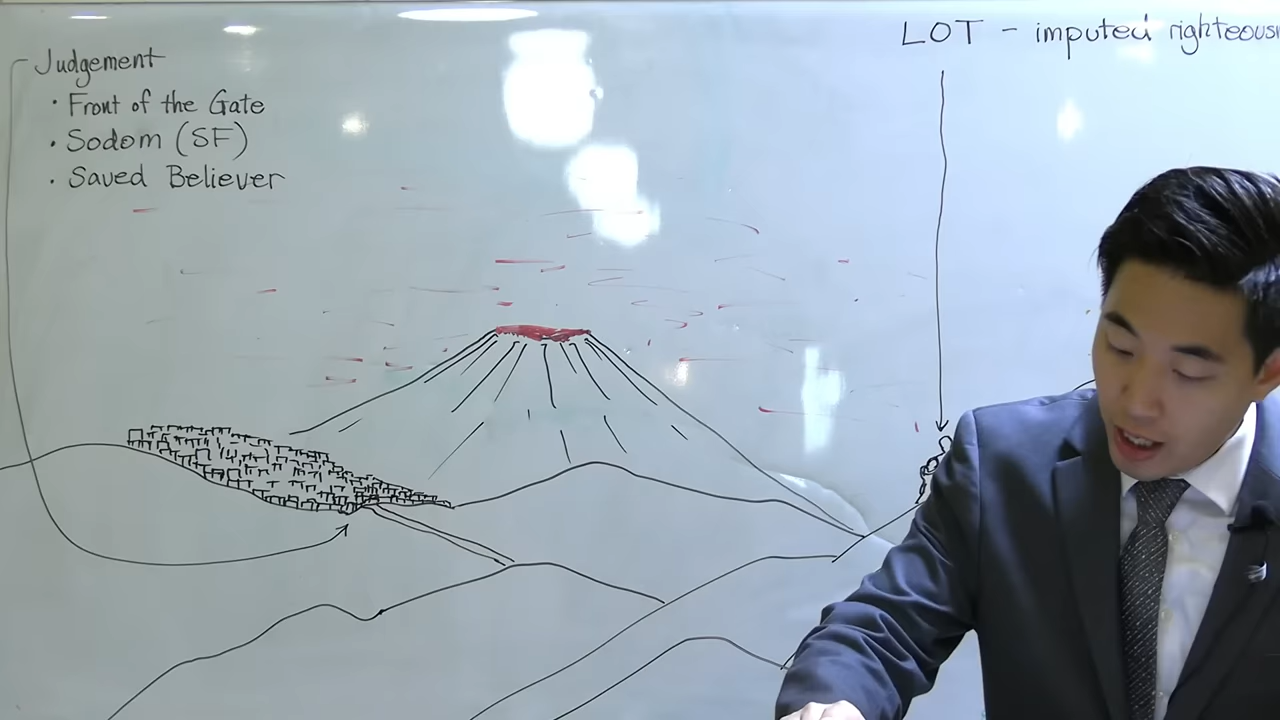 Judgement
· Front of the Gate
· Sodom (SF)
· Saved Believer
LOT - imputed